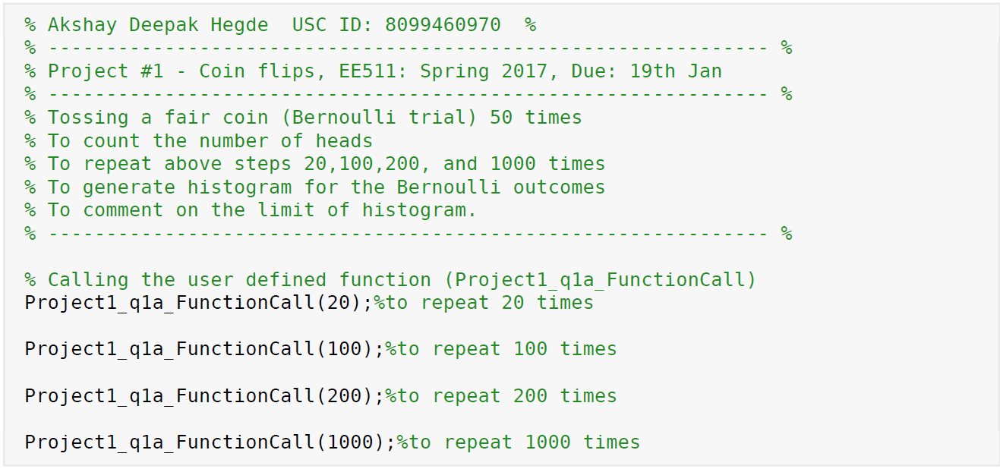 % Akshay Deepak Hegde  USC ID: 8099460970  %
% -------------------------------------------------------------- %
% Project #1 - Coin flips, EE511: Spring 2017, Due: 19th Jan
% -------------------------------------------------------------- %
% Tossing a fair coin (Bernoulli trial) 50 times
% To count the number of heads
% To repeat above steps 20,100,200, and 1000 times
% To generate histogram for the Bernoulli outcomes
% To comment on the limit of histogram.
% -------------------------------------------------------------- %
% Calling the user defined function (Project1_q1a_FunctionCall)
Project1_q1a_FunctionCall(20);%to repeat 20 times
Project1_q1a_FunctionCall(100);%to repeat 100 times
Project1_q1a_FunctionCall(200);%to repeat 200 times
Project1_q1a_FunctionCall(1000);%to repeat 1000 times